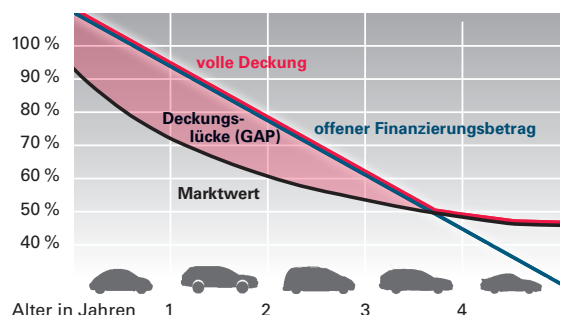 100 %
90 %
80 %
70 %
60 %
50 %
40 %
volle Deckung
Deckungs-
lücke (GAP)
offener Finanzierungsbetrag
Marktwert
Alter in Jahren 1 2 3 4